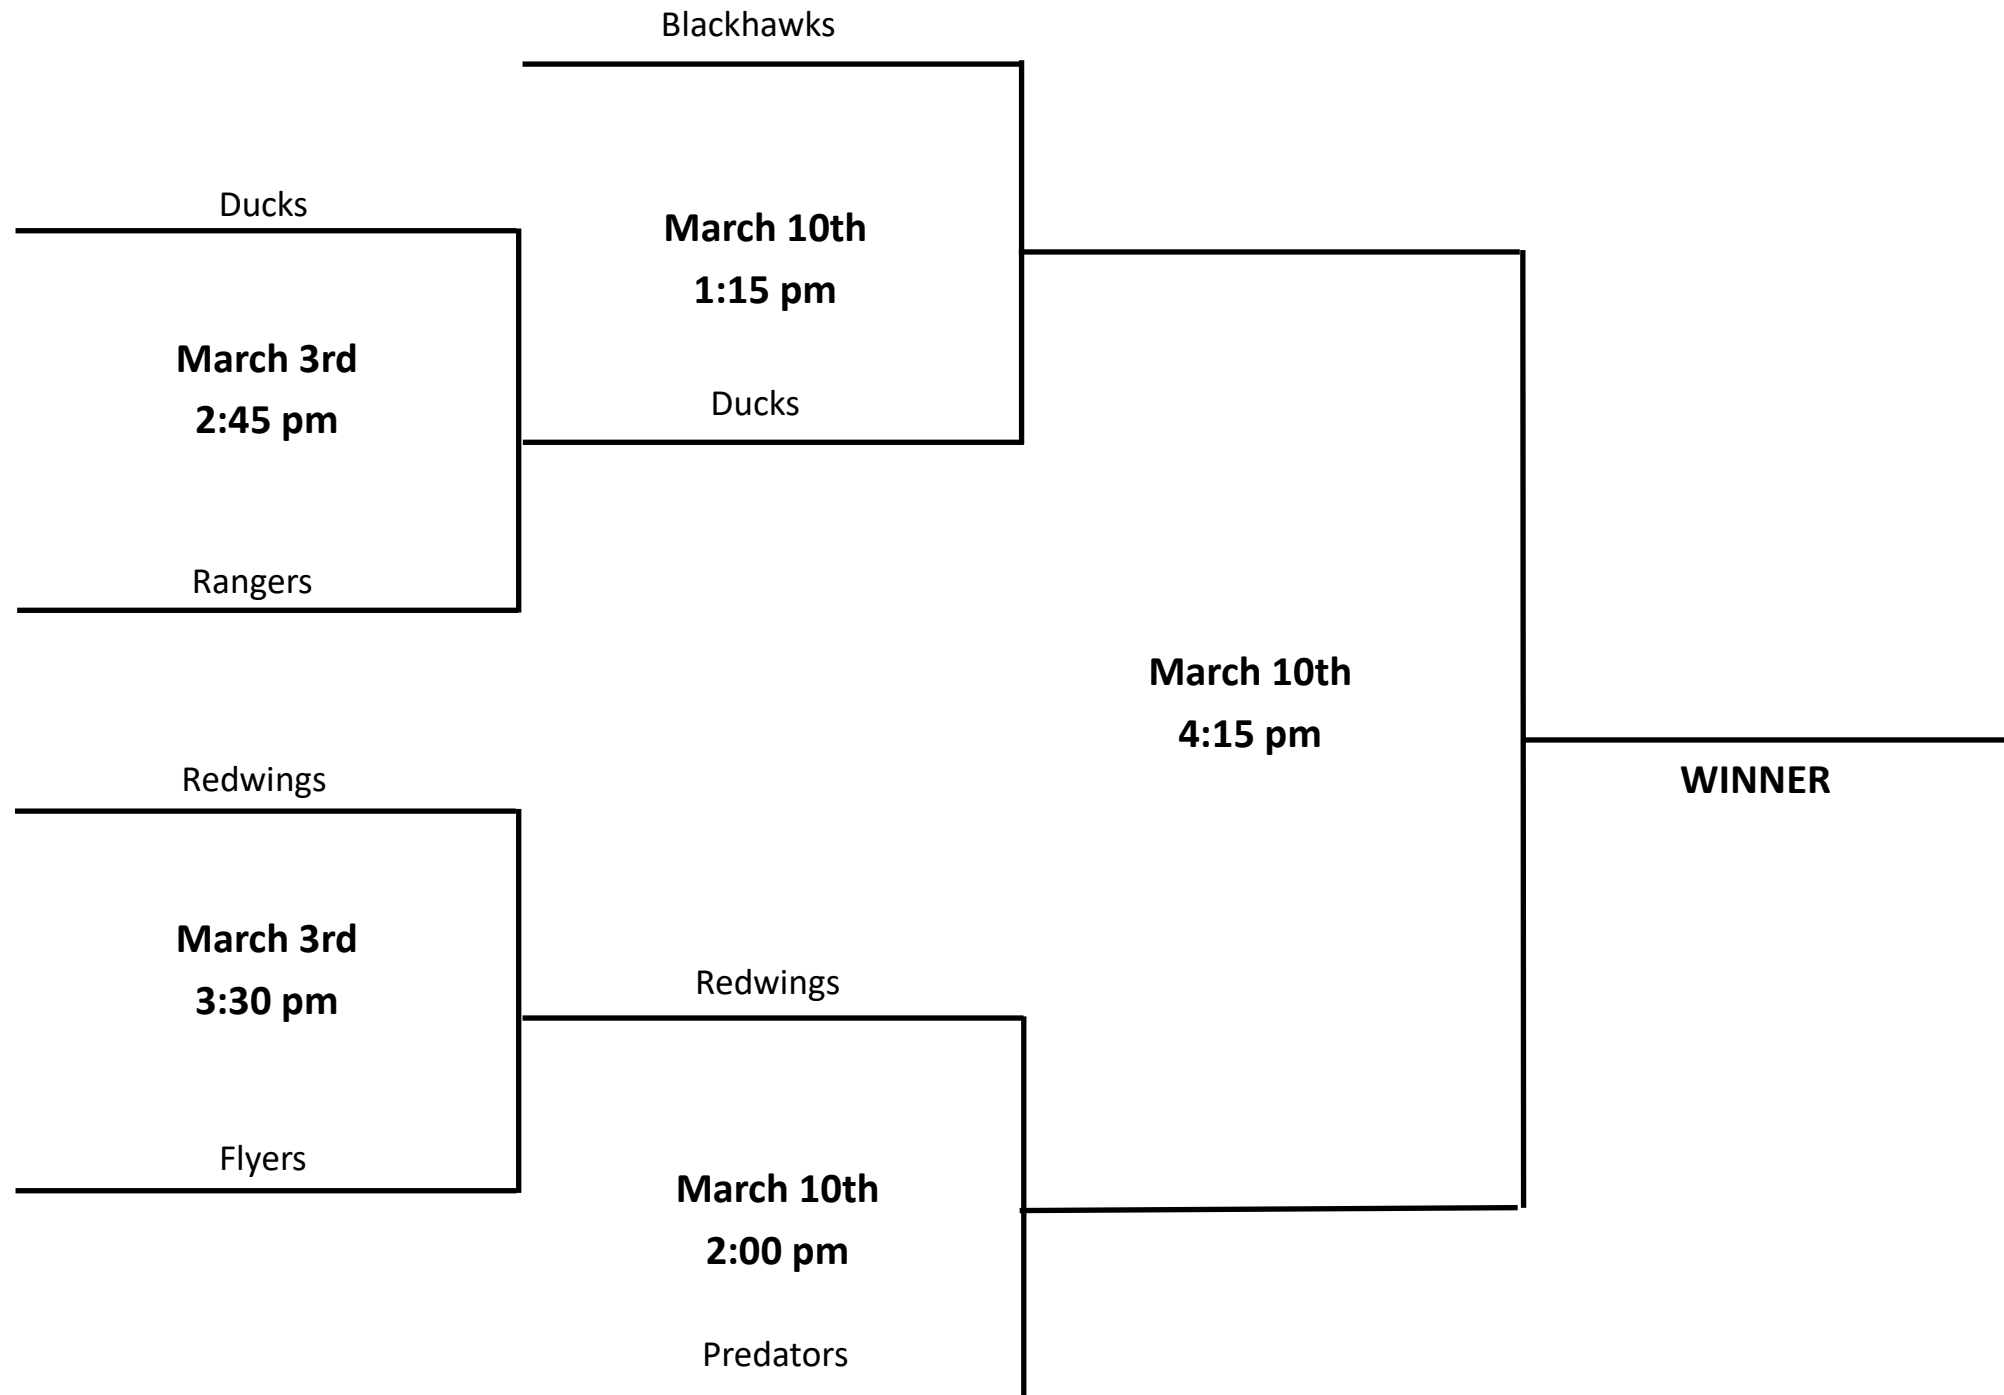 Blackhawks
Ducks
March 10th
1:15 pm
March 3rd
2:45 pm
Ducks
Rangers
March 10th
4:15 pm
WINNER
Redwings
March 3rd
3:30 pm
Redwings
Flyers
March 10th
2:00 pm
Predators